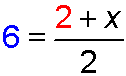 6 = (2 + x) / 2